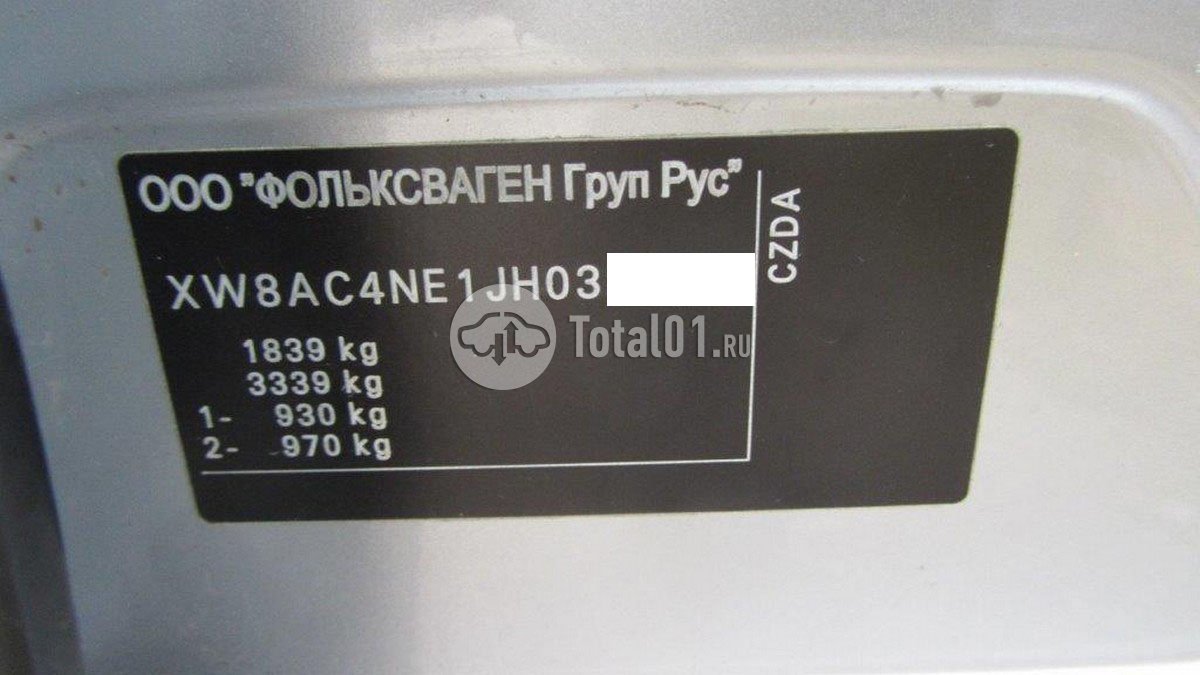 ООО "ФОЛЬКСВАГЕН Груп Рус"
XW8AC4NE1JH03
Total01.RU
1839 kg
3339 kg
1- 930 kg
2- 970 kg
CZDA